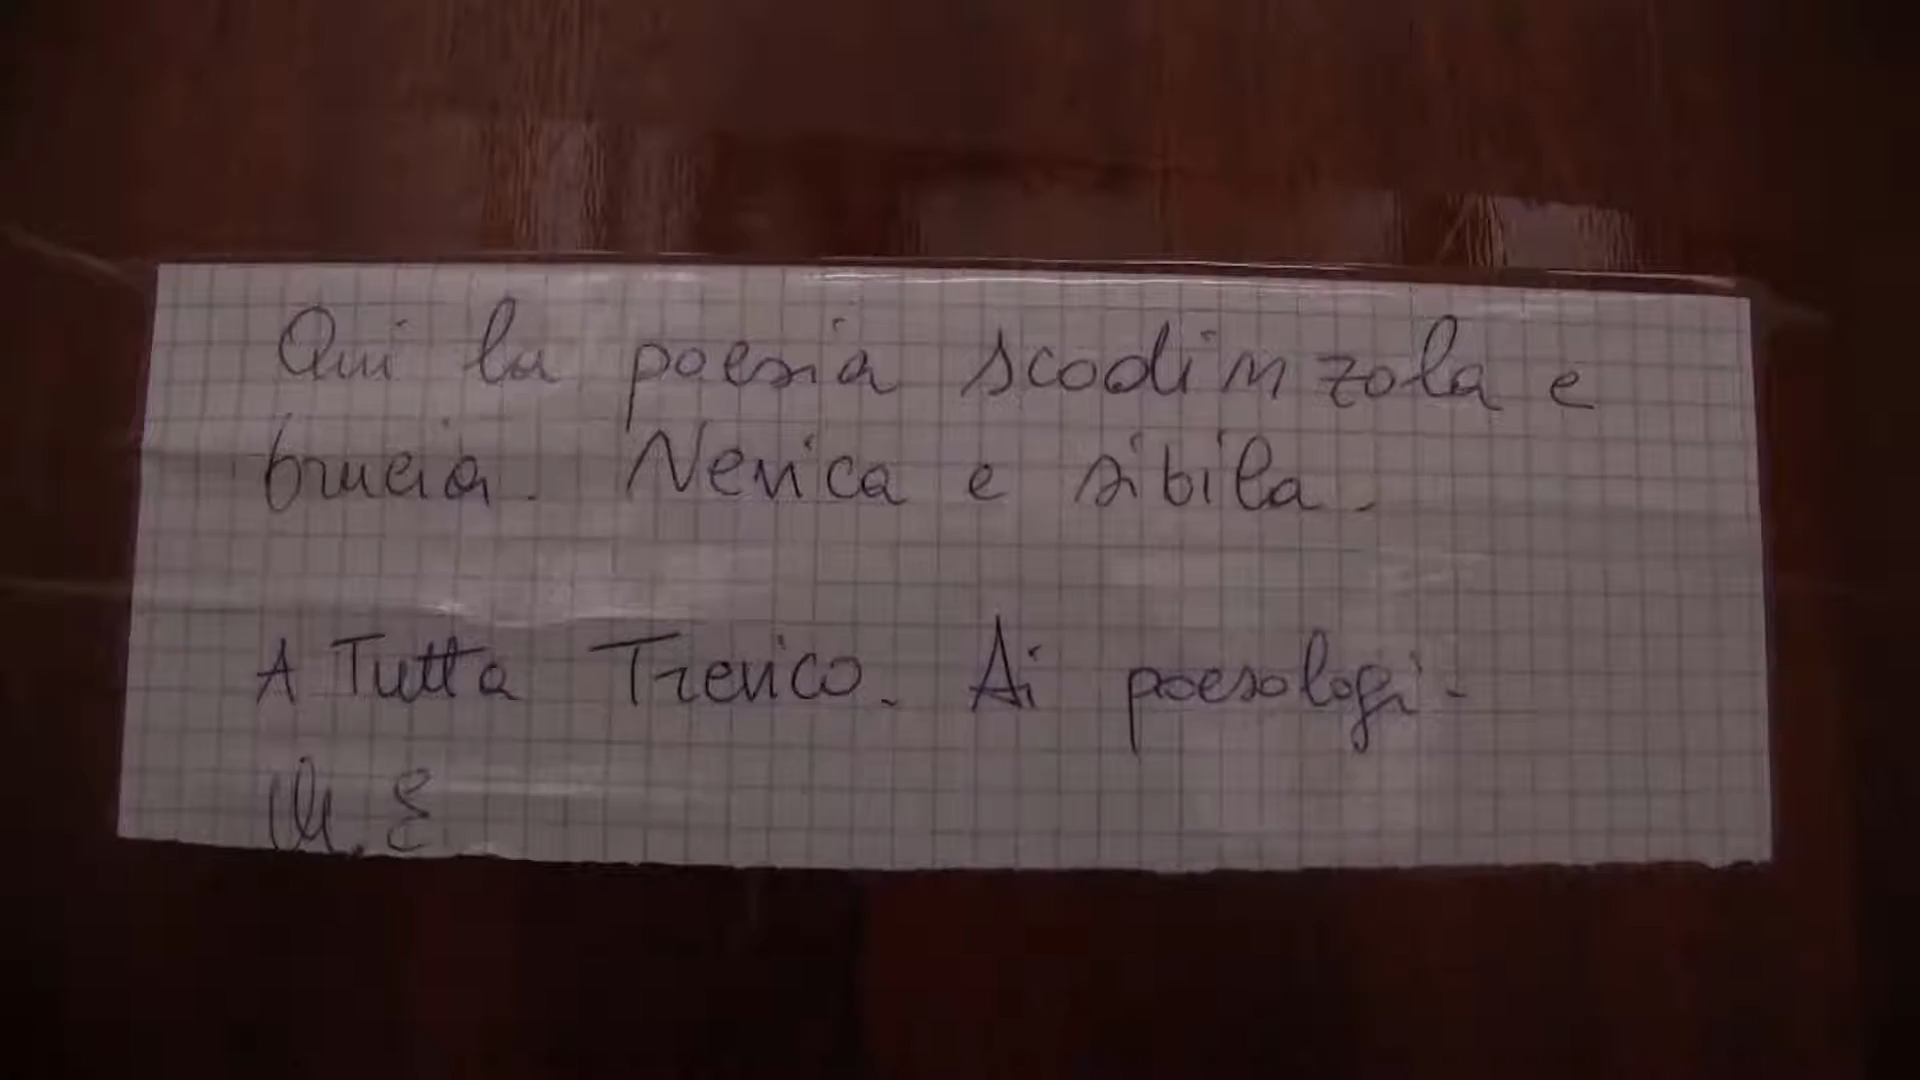 Qui la poesia scodinzola e
brucia. Nevica e sibila.
A Tutta Trevico. Ai poesologi.
M. E